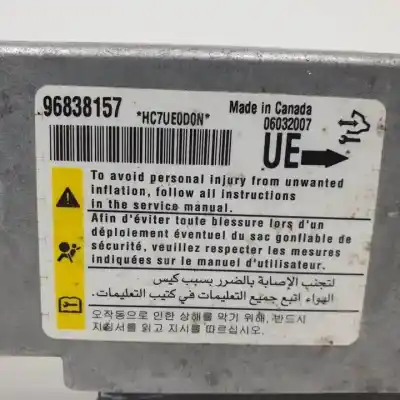 96838157
*HC7UE0D0N*
Made in Canada
06032007
UE
To avoid personal injury from unwanted
inflation, follow all instructions
in the service manual.
Afin d'éviter toute blessure lors d'un
déploiement éventuel du sac gonflable de
sécurité, veuillez respecter les mesures
indiquées sur le manuel d'utilisateur.
لتجنب الإصابة بالضرر بسبب كيس
الهواء اتبع جميع التعليمات في كتيب التعليمات.
오작동으로 인한 상해를 막기 위해, 반드시
지침서를 읽고 지시를 따르십시오.